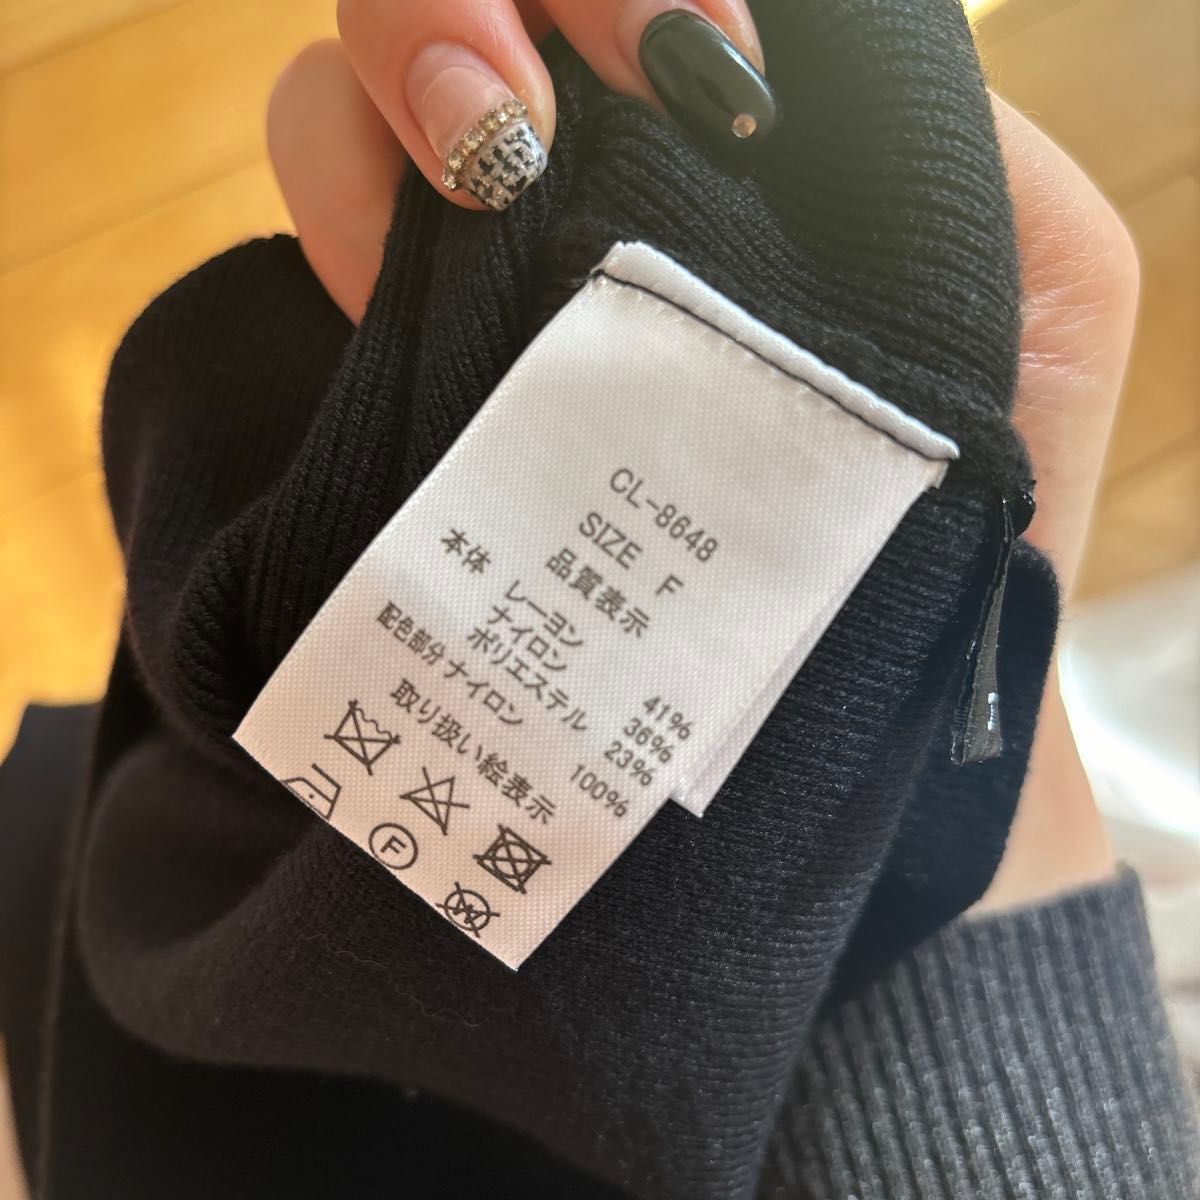 CL-8648
SIZE F
品質表示
本体 レーヨン 41%
ナイロン 36%
ポリエステル 23%
配色部分 ナイロン 100%
取り扱い絵表示
F
W